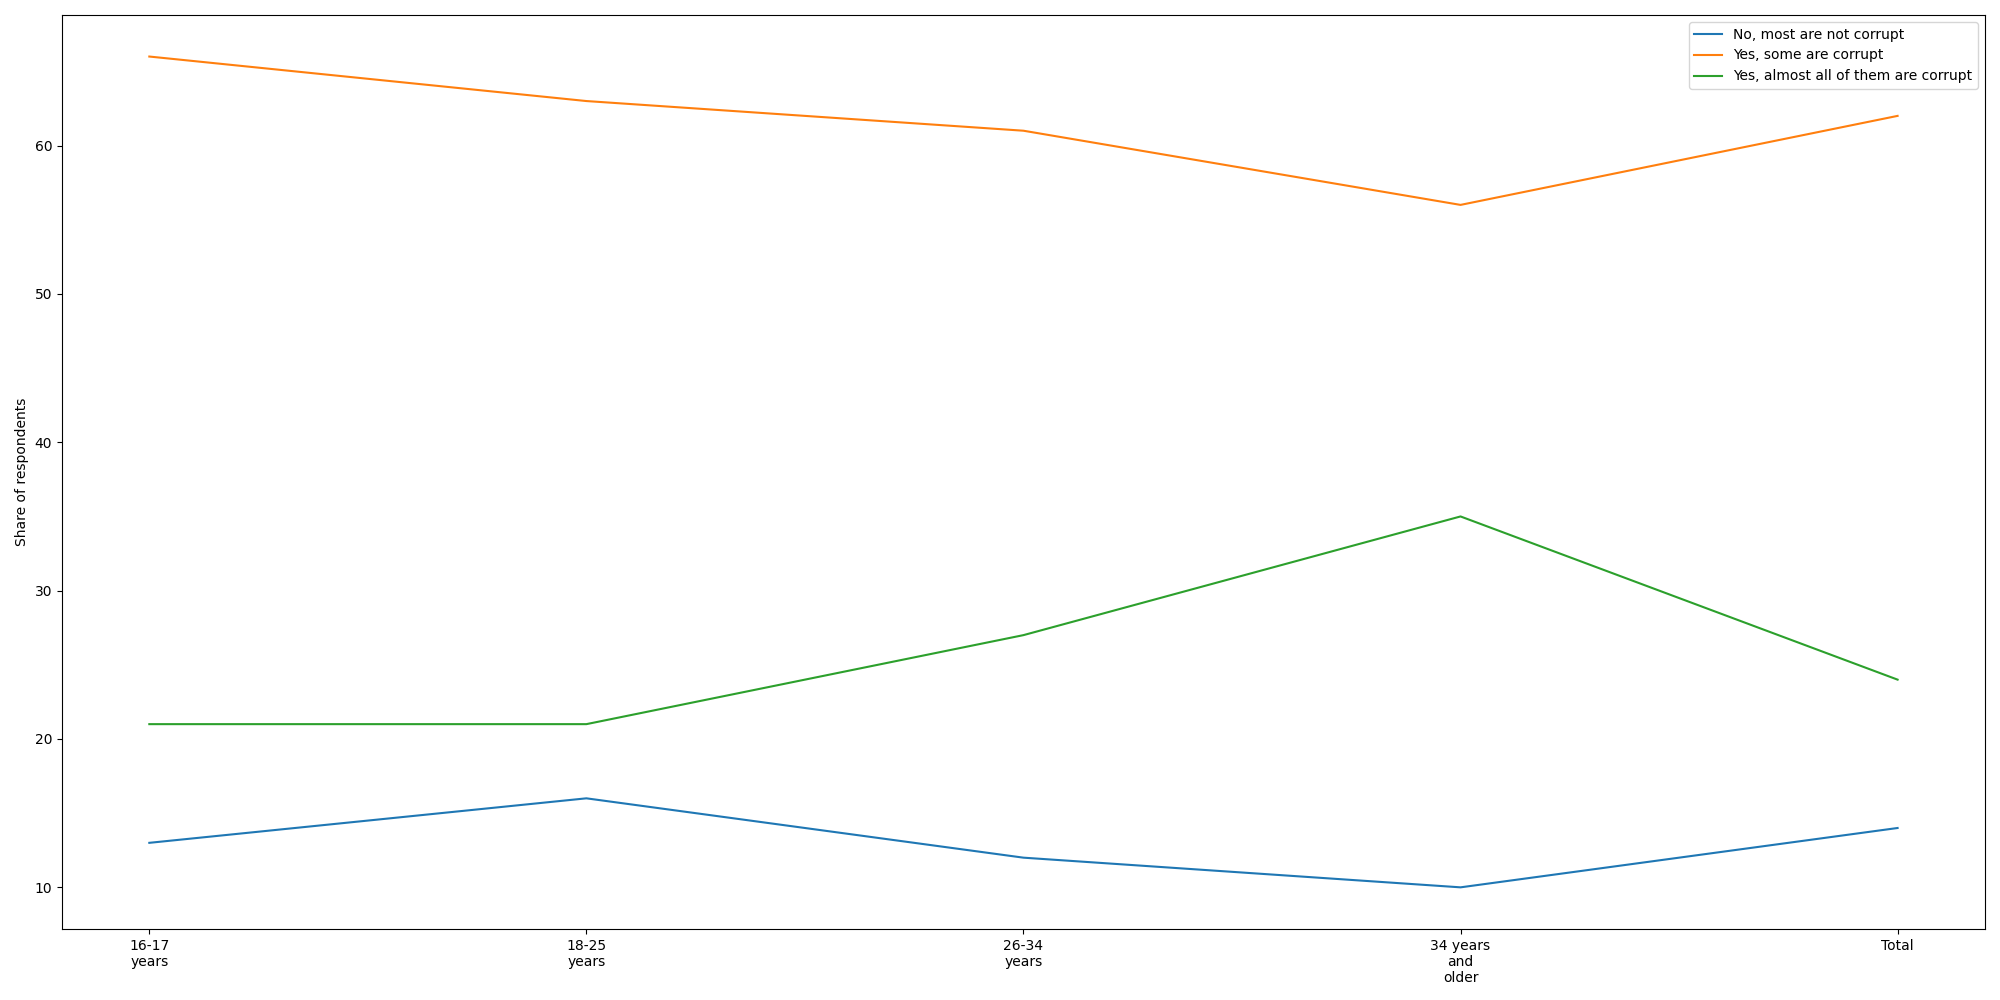 No, most are not corrupt
Yes, some are corrupt
Yes, almost all of them are corrupt
Share of respondents
60
50
40
30
20
10
16-17
years
18-25
years
26-34
years
34 years
and
older
Total